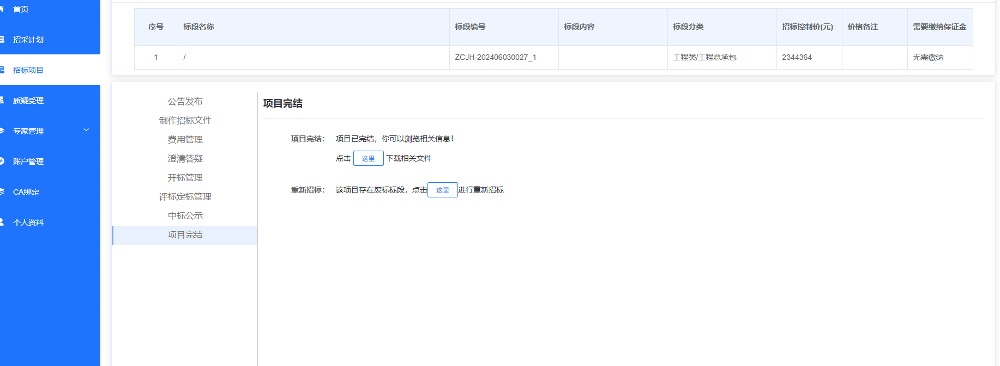 首页
招采计划
招标项目
质疑受理
专家管理
账户管理
CA绑定
个人资料
序号 标段名称 标段编号 标段内容 标段分类 招标控制价(元) 价格备注 需要缴纳保证金
1 / ZCJH-202406030027_1 工程类/工程总承包 2344364 无需缴纳
公告发布
制作招标文件
费用管理
澄清答疑
开标管理
评标定标管理
中标公示
项目完结
项目完结
项目完结： 项目已完结，你可以浏览相关信息！
点击 这里 下载相关文件
重新招标： 该项目存在废标标段，点击 这里 进行重新招标